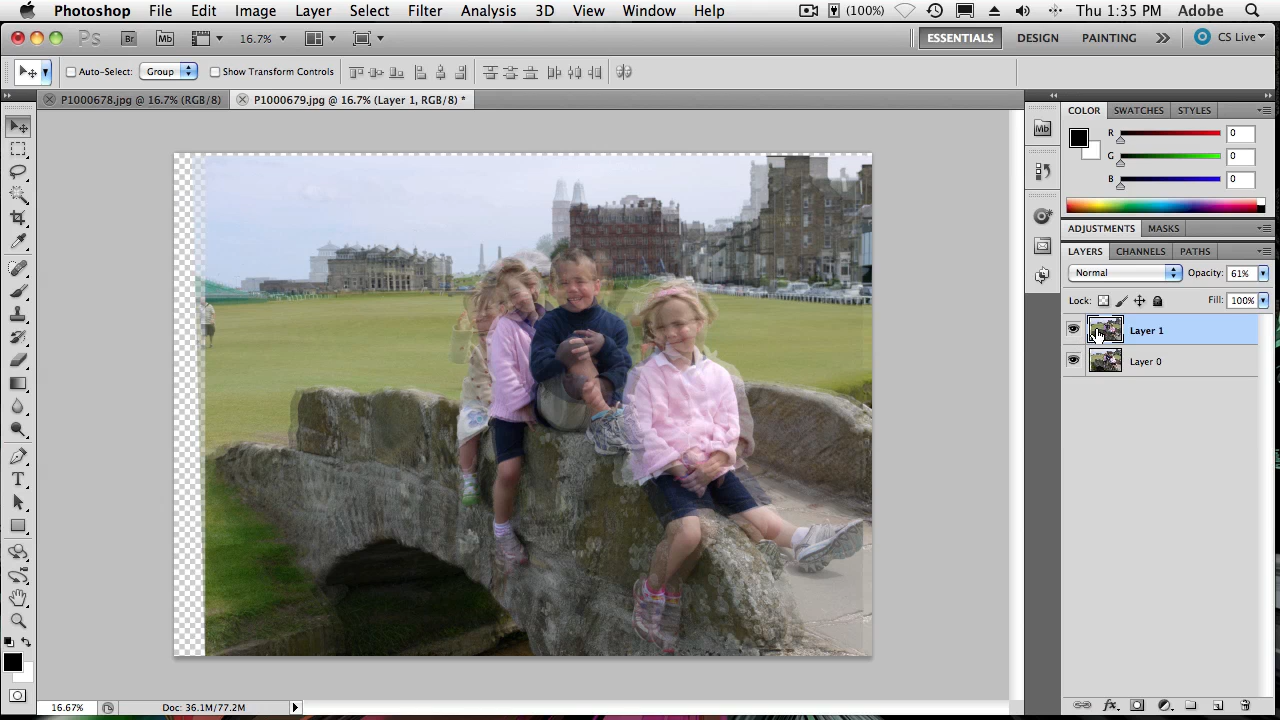 Photoshop File Edit Image Layer Select Filter Analysis 3D View Window Help (100%) Thu 1:35 PM Adobe
Ps Br Mb 16.7% ESSENTIALS DESIGN PAINTING CS Live
Auto-Select: Group Show Transform Controls
P1000678.jpg @ 16.7% (RGB/8) P1000679.jpg @ 16.7% (Layer 1, RGB/8) *
COLOR SWATCHES STYLES
Mb
R 0
G 0
B 0
ADJUSTMENTS MASKS
LAYERS CHANNELS PATHS
Normal Opacity: 61%
Lock: Fill: 100%
Layer 1
Layer 0
T
16.67% Doc: 36.1M/77.2M
fx